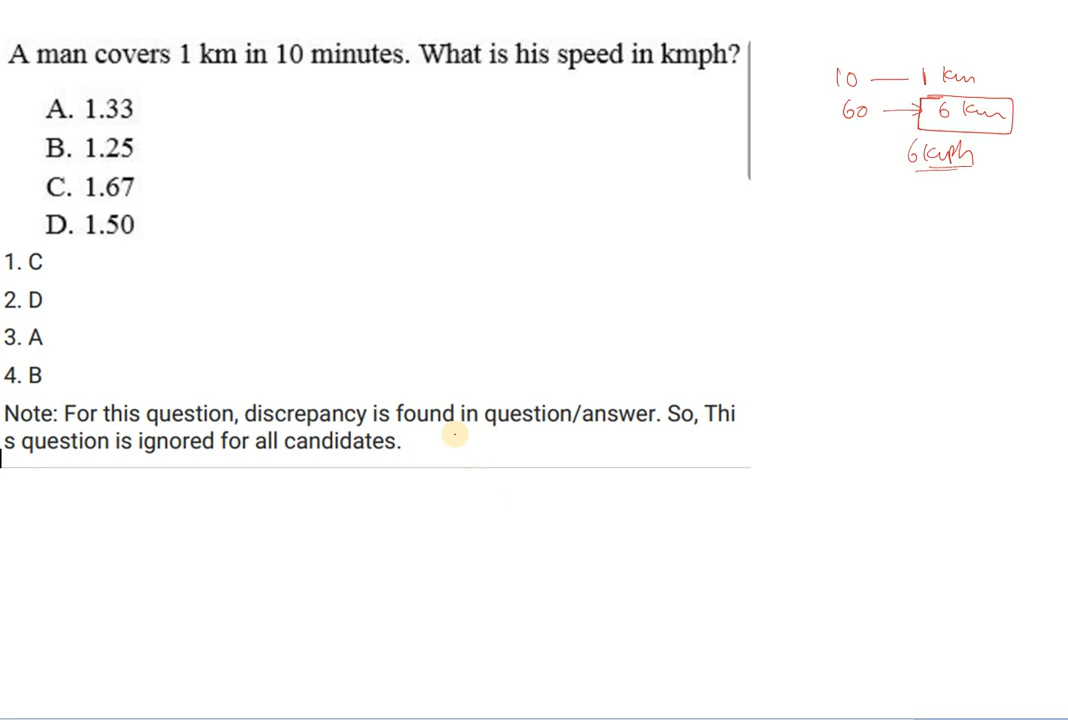 A man covers 1 km in 10 minutes. What is his speed in kmph?
A. 1.33
B. 1.25
C. 1.67
D. 1.50
1. C
2. D
3. A
4. B
Note: For this question, discrepancy is found in question/answer. So, Thi
s question is ignored for all candidates.
10 — 1 km
60 → 6 km
6 kmph